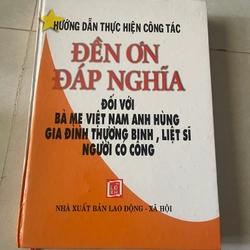 HƯỚNG DẪN THỰC HIỆN CÔNG TÁC
ĐỀN ƠN
ĐÁP NGHĨA
ĐỐI VỚI
BÀ MẸ VIỆT NAM ANH HÙNG
GIA ĐÌNH THƯƠNG BINH , LIỆT SĨ
NGƯỜI CÓ CÔNG
NHÀ XUẤT BẢN LAO ĐỘNG - XÃ HỘI